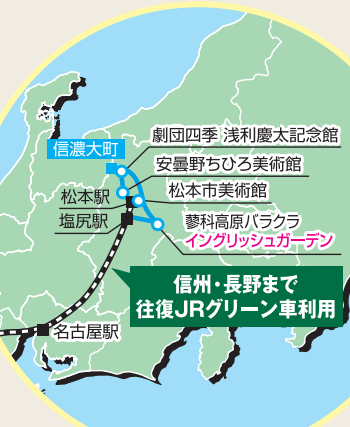 劇団四季 浅利慶太記念館
信濃大町
安曇野ちひろ美術館
松本駅
松本市美術館
塩尻駅
蓼科高原バラクラ
イングリッシュガーデン
信州・長野まで
往復JRグリーン車利用
名古屋駅